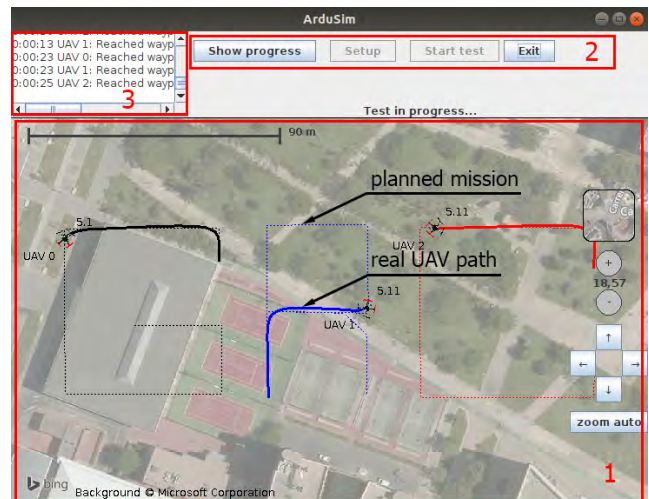 ArduSim
0:00:13 UAV 1: Reached wayp
0:00:23 UAV 0: Reached wayp
0:00:23 UAV 1: Reached wayp
0:00:25 UAV 2: Reached wayp
3
Show progress Setup Start test Exit
2
Test in progress...
90 m
planned mission
5.1
UAV 0
5.11
UAV 2
real UAV path
5.11
UAV 1
+
18,57
-
↑
← →
↓
zoom auto
1
bing
Background © Microsoft Corporation